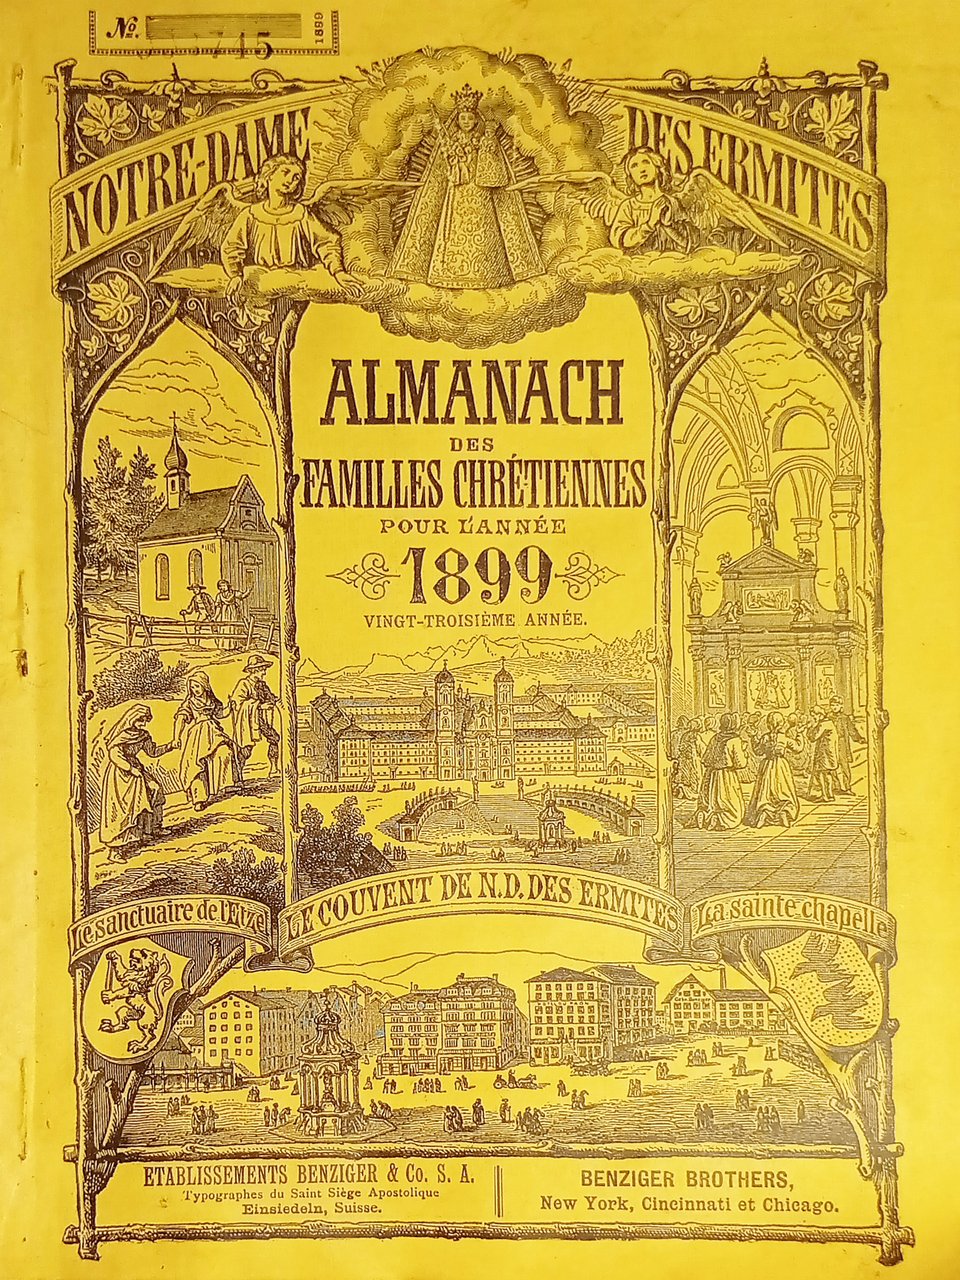 No.
745
1899
NOTRE-DAME DES ERMITES
ALMANACH
DES
FAMILLES CHRÉTIENNES
POUR L'ANNÉE
1899
VINGT-TROISIÈME ANNÉE.
Le sanctuaire de l'Etzel
LE COUVENT DE N.D. DES ERMITES
La sainte chapelle
ETABLISSEMENTS BENZIGER & Co. S. A.
Typographes du Saint Siège Apostolique
Einsiedeln, Suisse.
BENZIGER BROTHERS,
New York, Cincinnati et Chicago.